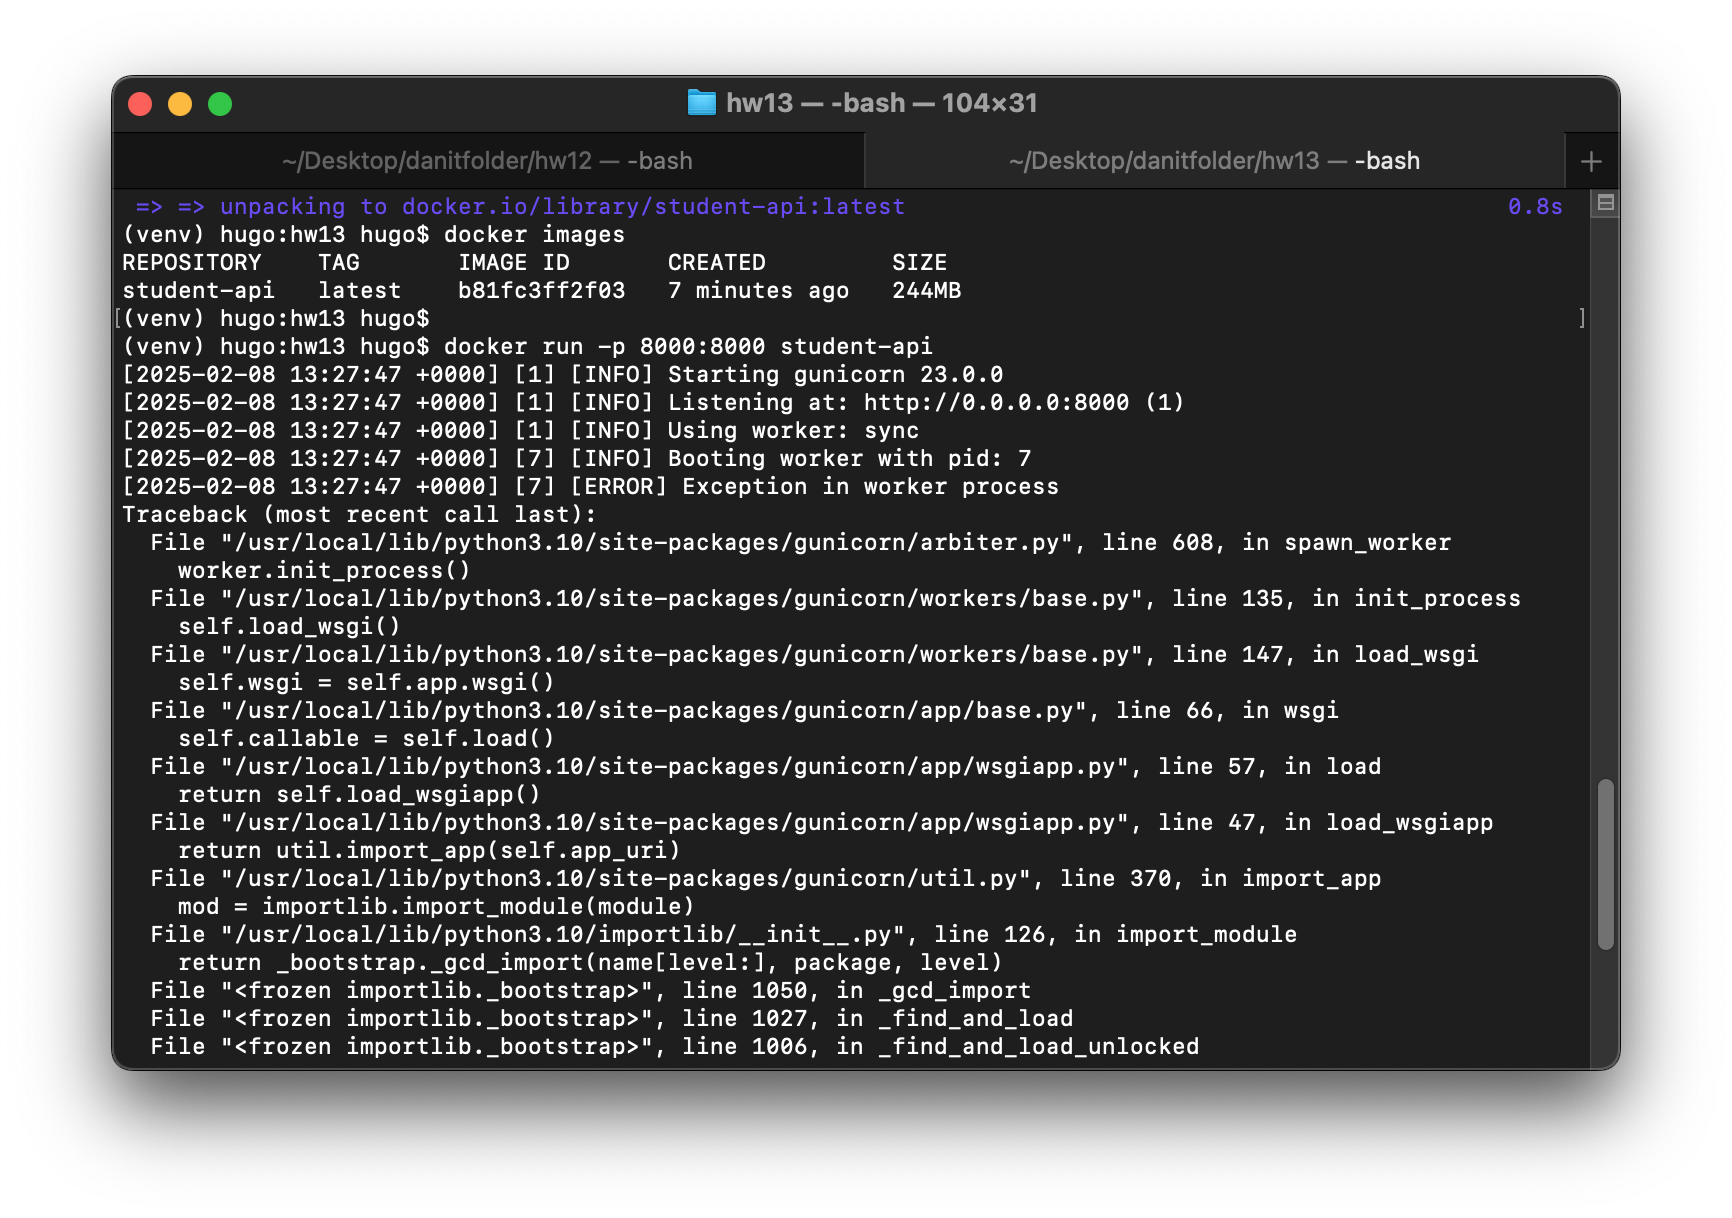 hw13 — -bash — 104×31
~/Desktop/danitfolder/hw12 — -bash
~/Desktop/danitfolder/hw13 — -bash
+
=> => unpacking to docker.io/library/student-api:latest 0.8s
(venv) hugo:hw13 hugo$ docker images
REPOSITORY TAG IMAGE ID CREATED SIZE
student-api latest b81fc3ff2f03 7 minutes ago 244MB
[(venv) hugo:hw13 hugo$ ]
(venv) hugo:hw13 hugo$ docker run -p 8000:8000 student-api
[2025-02-08 13:27:47 +0000] [1] [INFO] Starting gunicorn 23.0.0
[2025-02-08 13:27:47 +0000] [1] [INFO] Listening at: http://0.0.0.0:8000 (1)
[2025-02-08 13:27:47 +0000] [1] [INFO] Using worker: sync
[2025-02-08 13:27:47 +0000] [7] [INFO] Booting worker with pid: 7
[2025-02-08 13:27:47 +0000] [7] [ERROR] Exception in worker process
Traceback (most recent call last):
  File "/usr/local/lib/python3.10/site-packages/gunicorn/arbiter.py", line 608, in spawn_worker
    worker.init_process()
  File "/usr/local/lib/python3.10/site-packages/gunicorn/workers/base.py", line 135, in init_process
    self.load_wsgi()
  File "/usr/local/lib/python3.10/site-packages/gunicorn/workers/base.py", line 147, in load_wsgi
    self.wsgi = self.app.wsgi()
  File "/usr/local/lib/python3.10/site-packages/gunicorn/app/base.py", line 66, in wsgi
    self.callable = self.load()
  File "/usr/local/lib/python3.10/site-packages/gunicorn/app/wsgiapp.py", line 57, in load
    return self.load_wsgiapp()
  File "/usr/local/lib/python3.10/site-packages/gunicorn/app/wsgiapp.py", line 47, in load_wsgiapp
    return util.import_app(self.app_uri)
  File "/usr/local/lib/python3.10/site-packages/gunicorn/util.py", line 370, in import_app
    mod = importlib.import_module(module)
  File "/usr/local/lib/python3.10/importlib/__init__.py", line 126, in import_module
    return _bootstrap._gcd_import(name[level:], package, level)
  File "<frozen importlib._bootstrap>", line 1050, in _gcd_import
  File "<frozen importlib._bootstrap>", line 1027, in _find_and_load
  File "<frozen importlib._bootstrap>", line 1006, in _find_and_load_unlocked